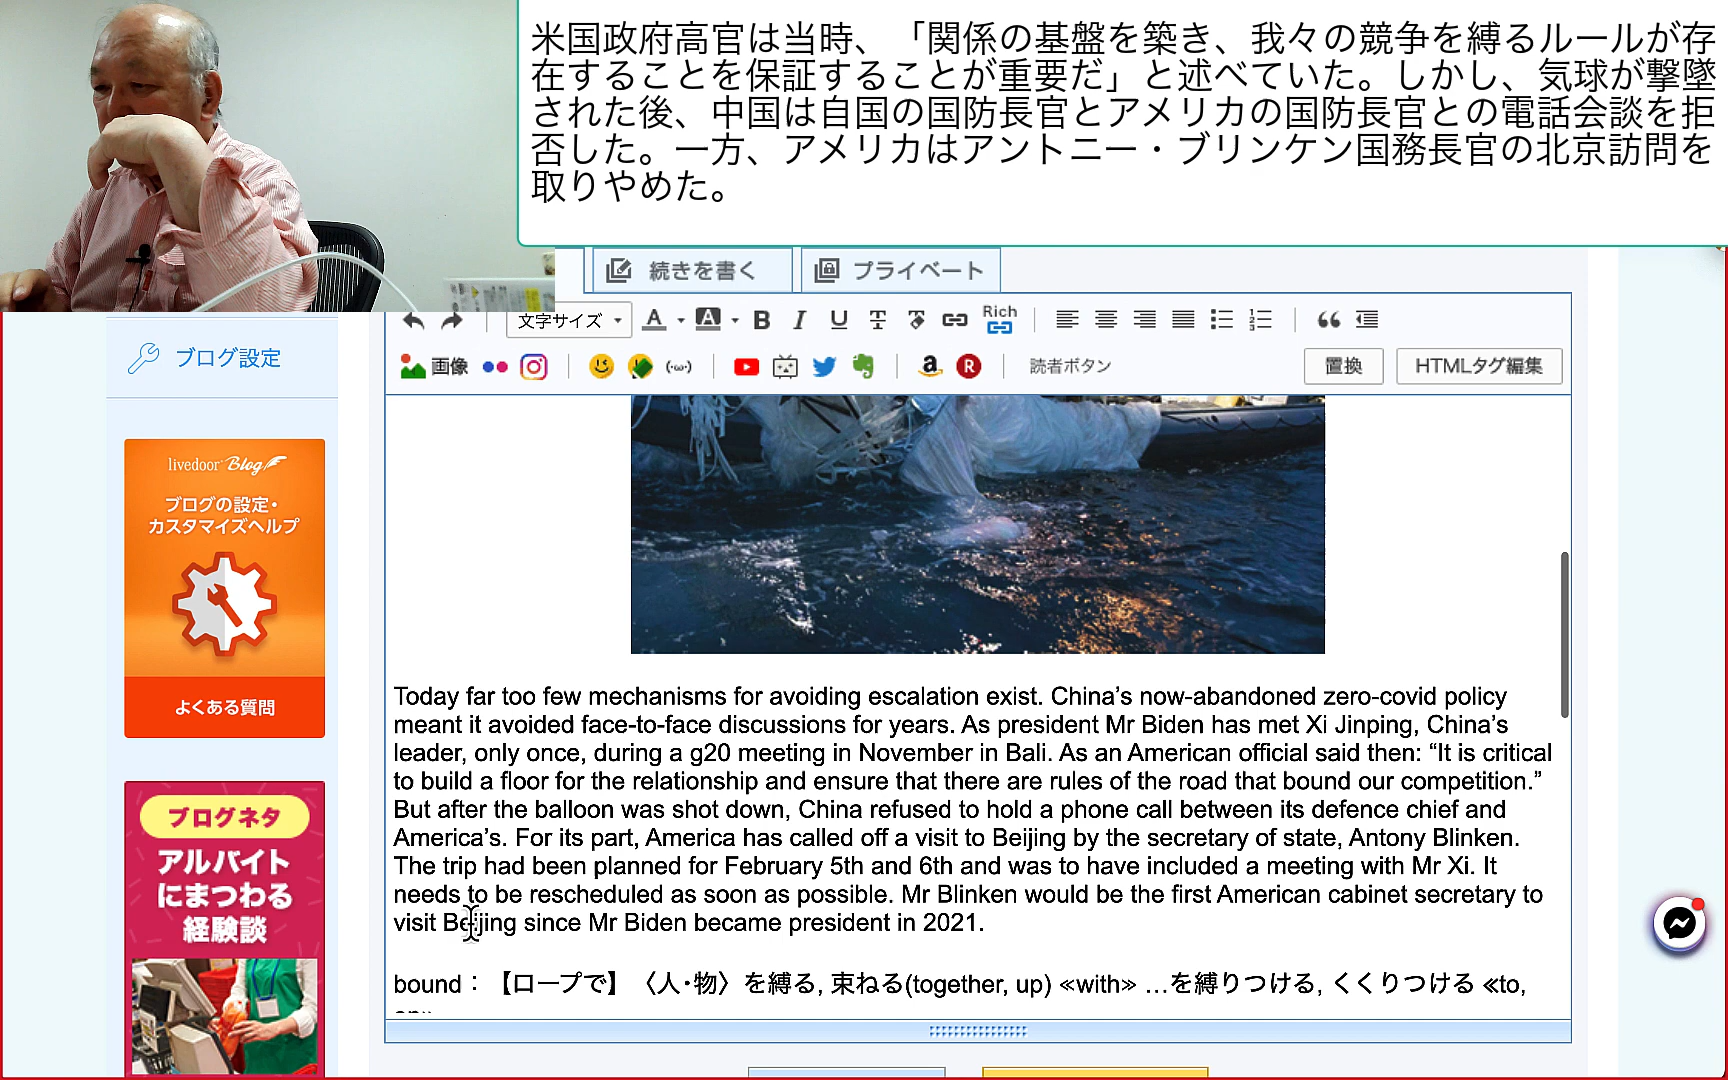 米国政府高官は当時、「関係の基盤を築き、我々の競争を縛るルールが存
在することを保証することが重要だ」と述べていた。しかし、気球が撃墜
された後、中国は自国の国防長官とアメリカの国防長官との電話会談を拒
否した。一方、アメリカはアントニー・ブリンケン国務長官の北京訪問を
取りやめた。
続きを書く
プライベート
文字サイズ
A A B I U T Rich
画像
読者ボタン
置換
HTMLタグ編集
ブログ設定
livedoor Blog
ブログの設定・
カスタマイズヘルプ
よくある質問
ブログネタ
アルバイト
にまつわる
経験談
Today far too few mechanisms for avoiding escalation exist. China’s now-abandoned zero-covid policy
meant it avoided face-to-face discussions for years. As president Mr Biden has met Xi Jinping, China’s
leader, only once, during a g20 meeting in November in Bali. As an American official said then: “It is critical
to build a floor for the relationship and ensure that there are rules of the road that bound our competition.”
But after the balloon was shot down, China refused to hold a phone call between its defence chief and
America’s. For its part, America has called off a visit to Beijing by the secretary of state, Antony Blinken.
The trip had been planned for February 5th and 6th and was to have included a meeting with Mr Xi. It
needs to be rescheduled as soon as possible. Mr Blinken would be the first American cabinet secretary to
visit Beijing since Mr Biden became president in 2021.
bound：【ロープで】〈人･物〉を縛る, 束ねる(together, up) ≪with≫ …を縛りつける, くくりつける ≪to,